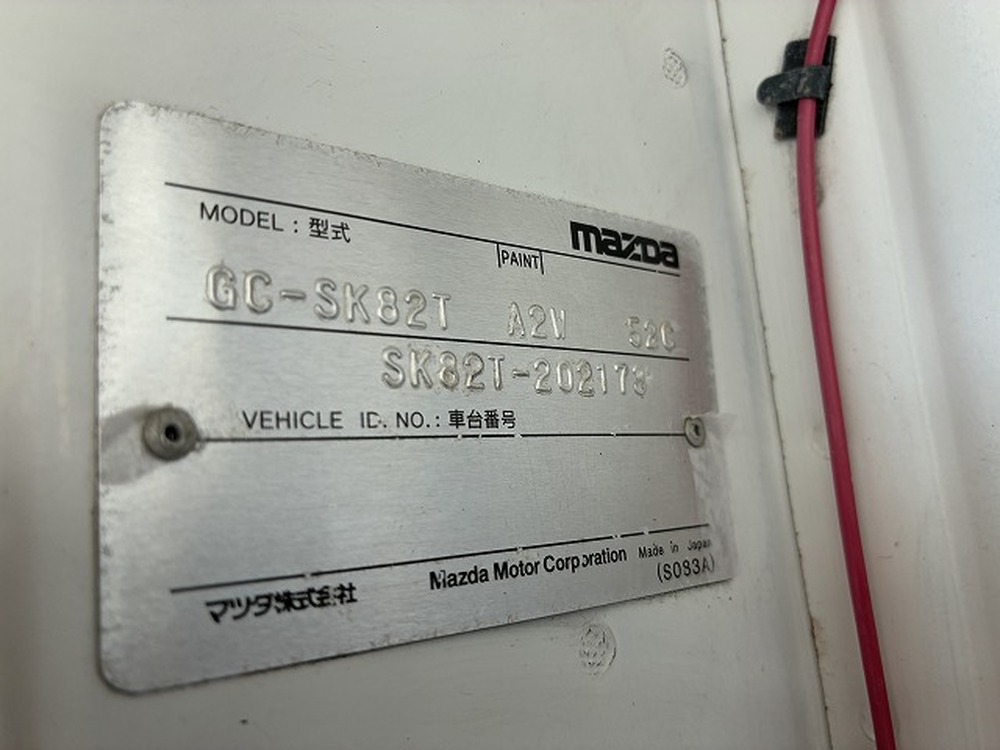 MODEL : 型式
PAINT
mazda
GC-SK82T A2W 52C
SK82T-202178
VEHICLE ID. NO. : 車台番号
Mazda Motor Corporation Made in Japan
マツダ株式会社
(S083A)